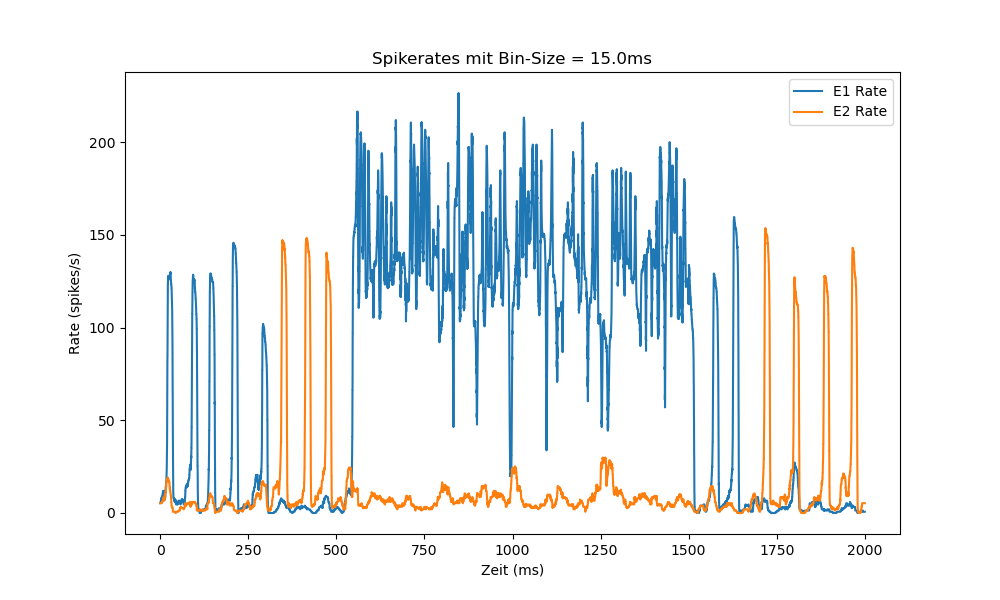 Spikerates mit Bin-Size = 15.0ms
E1 Rate
E2 Rate
Rate (spikes/s)
200
150
100
50
0
0 250 500 750 1000 1250 1500 1750 2000
Zeit (ms)